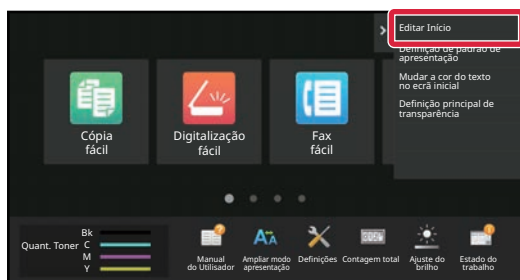 Editar Início
Definição de padrão de
apresentação
Mudar a cor do texto
no ecrã inicial
Definição principal de
transparência
Cópia
fácil
Digitalização
fácil
Fax
fácil
Quant. Toner
Bk
C
M
Y
Manual
do Utilisador
Ampliar modo
apresentação
Definições
Contagem total
Ajuste do
brilho
Estado do
trabalho